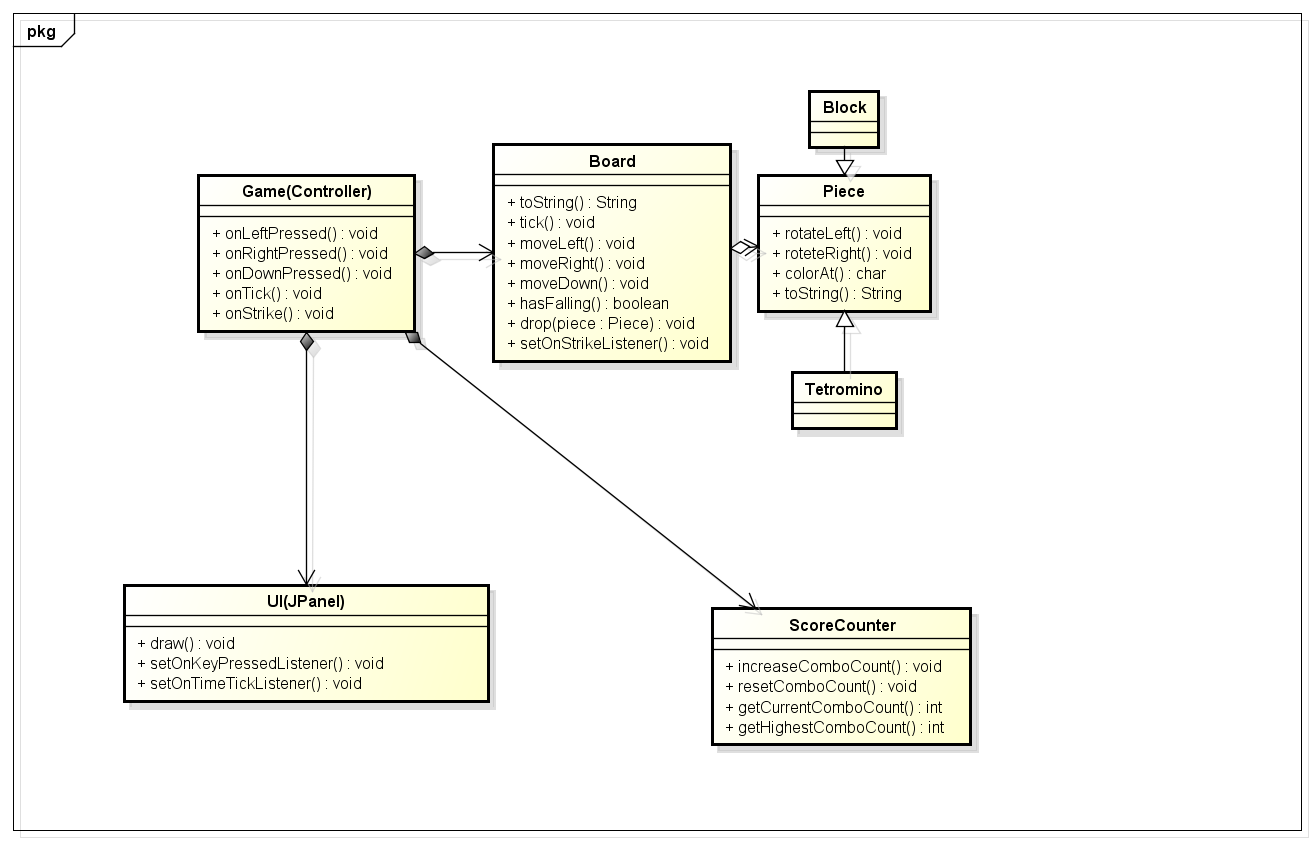 pkg
Block
Board
+ toString() : String
+ tick() : void
+ moveLeft() : void
+ moveRight() : void
+ moveDown() : void
+ hasFalling() : boolean
+ drop(piece : Piece) : void
+ setOnStrikeListener() : void
Game(Controller)
+ onLeftPressed() : void
+ onRightPressed() : void
+ onDownPressed() : void
+ onTick() : void
+ onStrike() : void
Piece
+ rotateLeft() : void
+ roteteRight() : void
+ colorAt() : char
+ toString() : String
Tetromino
UI(JPanel)
+ draw() : void
+ setOnKeyPressedListener() : void
+ setOnTimeTickListener() : void
ScoreCounter
+ increaseComboCount() : void
+ resetComboCount() : void
+ getCurrentComboCount() : int
+ getHighestComboCount() : int